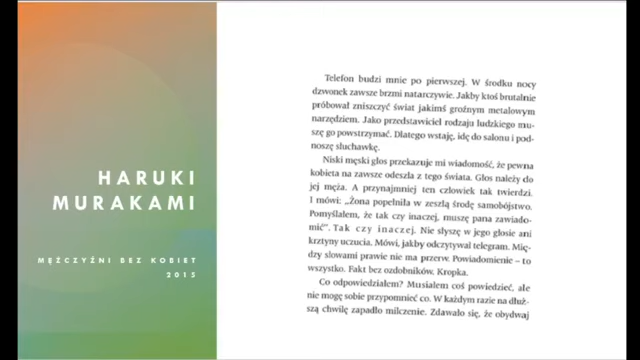 HARUKI
MURAKAMI
MĘŻCZYŹNI BEZ KOBIET
2015
Telefon budzi mnie po pierwszej. W środku nocy
dzwonek zawsze brzmi natarczywie. Jakby ktoś brutalnie
próbował zniszczyć świat jakimś groźnym metalowym
narzędziem. Jako przedstawiciel rodzaju ludzkiego mu-
szę go powstrzymać. Dlatego wstaję, idę do salonu i pod-
noszę słuchawkę.
Niski męski głos przekazuje mi wiadomość, że pewna
kobieta na zawsze odeszła z tego świata. Głos należy do
jej męża. A przynajmniej ten człowiek tak twierdzi.
I mówi: „Żona popełniła w zeszłą środę samobójstwo.
Pomyślałem, że tak czy inaczej, muszę pana zawiado-
mić”. Tak czy inaczej. Nie słyszę w jego głosie ani
krztyny uczucia. Mówi, jakby odczytywał telegram. Mię-
dzy słowami prawie nie ma przerw. Powiadomienie – to
wszystko. Fakt bez ozdobników. Kropka.
Co odpowiedziałem? Musiałem coś powiedzieć, ale
nie mogę sobie przypomnieć co. W każdym razie na dłuż-
szą chwilę zapadło milczenie. Zdawało się, że obydwaj